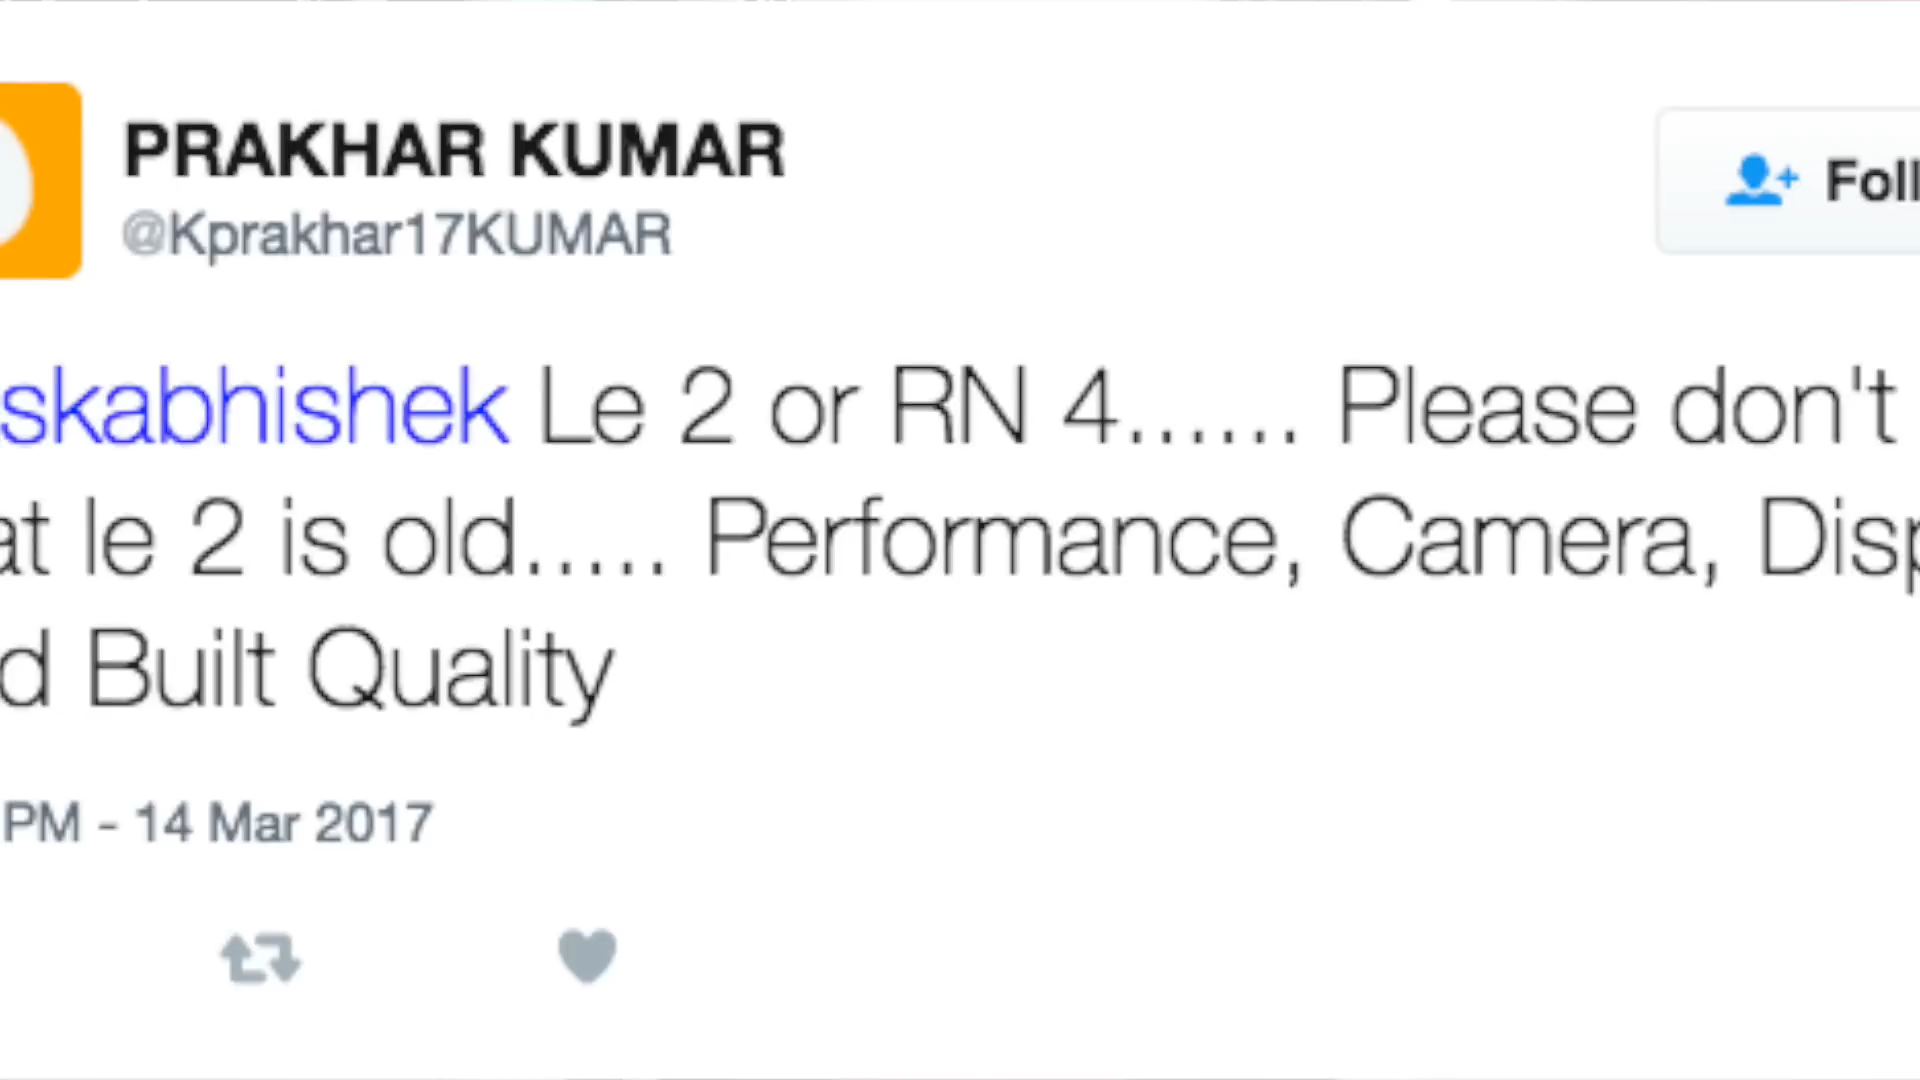 PRAKHAR KUMAR
@Kprakhar17KUMAR
Foll
skabhishek Le 2 or RN 4...... Please don't
at le 2 is old..... Performance, Camera, Disp
d Built Quality
PM - 14 Mar 2017